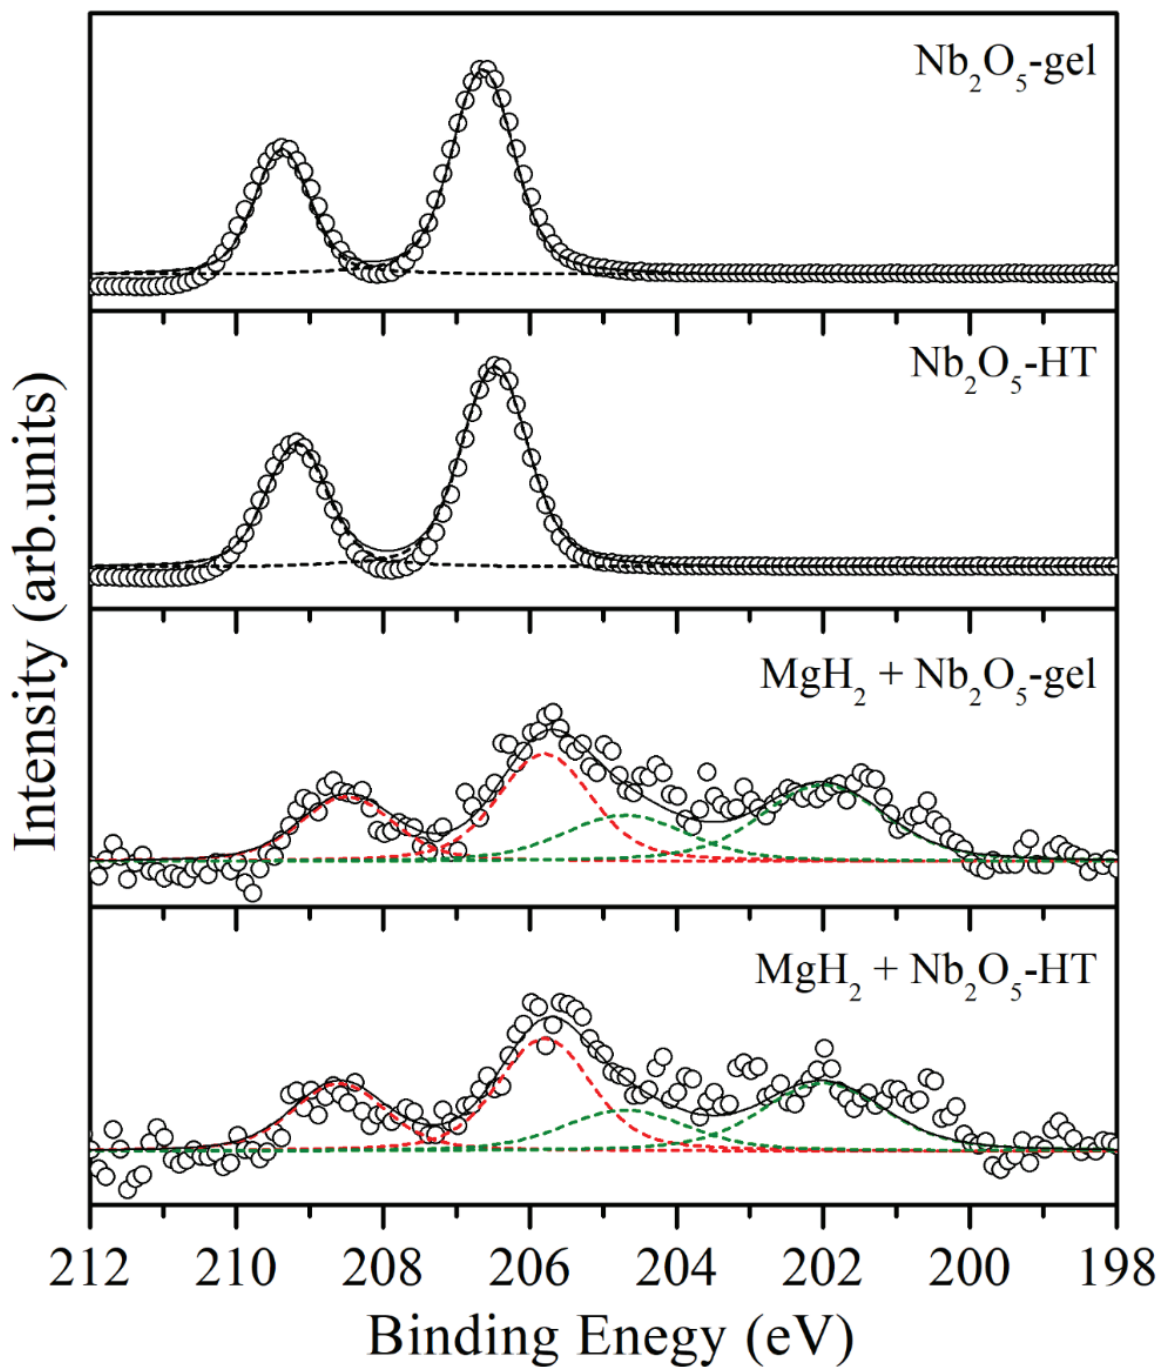 Nb₂O₅-gel
Nb₂O₅-HT
MgH₂ + Nb₂O₅-gel
MgH₂ + Nb₂O₅-HT
Intensity (arb.units)
212 210 208 206 204 202 200 198
Binding Enegy (eV)